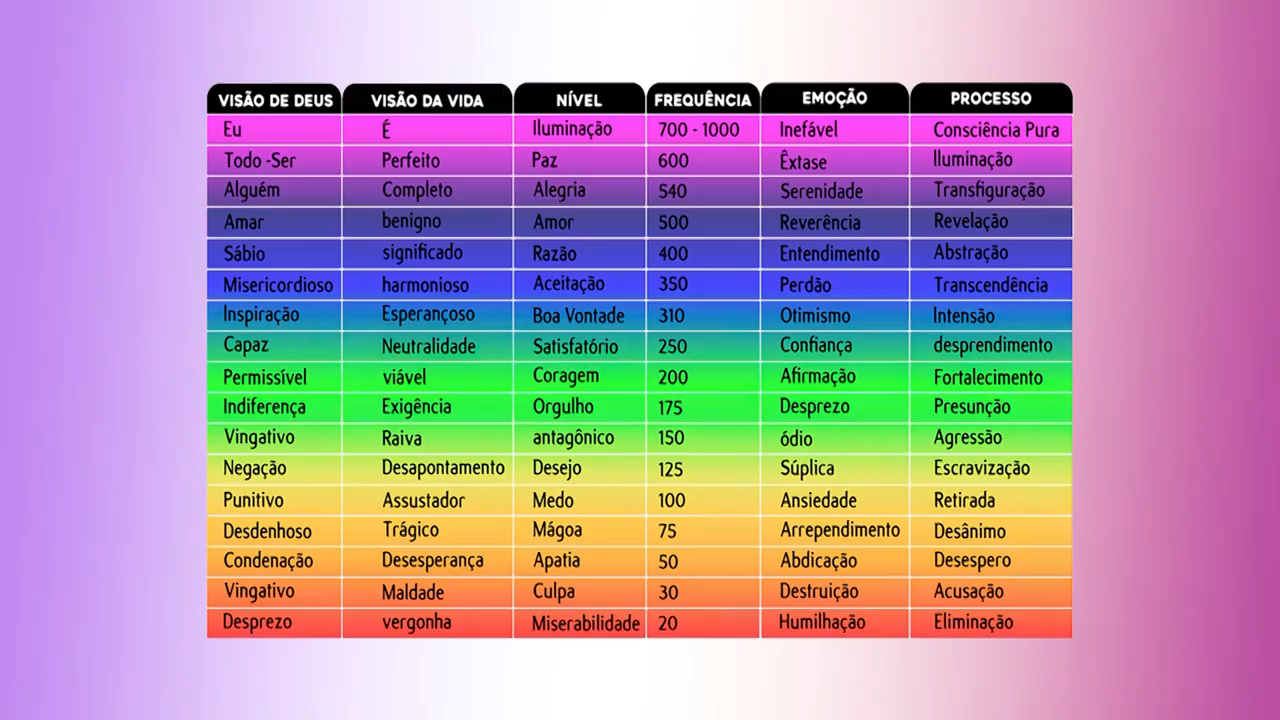 VISÃO DE DEUS VISÃO DA VIDA NÍVEL FREQUÊNCIA EMOÇÃO PROCESSO
Eu É Iluminação 700 - 1000 Inefável Consciência Pura
Todo -Ser Perfeito Paz 600 Êxtase Iluminação
Alguém Completo Alegria 540 Serenidade Transfiguração
Amar benigno Amor 500 Reverência Revelação
Sábio significado Razão 400 Entendimento Abstração
Misericordioso harmonioso Aceitação 350 Perdão Transcendência
Inspiração Esperançoso Boa Vontade 310 Otimismo Intensão
Capaz Neutralidade Satisfatório 250 Confiança desprendimento
Permissível viável Coragem 200 Afirmação Fortalecimento
Indiferença Exigência Orgulho 175 Desprezo Presunção
Vingativo Raiva antagônico 150 ódio Agressão
Negação Desapontamento Desejo 125 Súplica Escravização
Punitivo Assustador Medo 100 Ansiedade Retirada
Desdenhoso Trágico Mágoa 75 Arrependimento Desânimo
Condenação Desesperança Apatia 50 Abdicação Desespero
Vingativo Maldade Culpa 30 Destruição Acusação
Desprezo vergonha Miserabilidade 20 Humilhação Eliminação